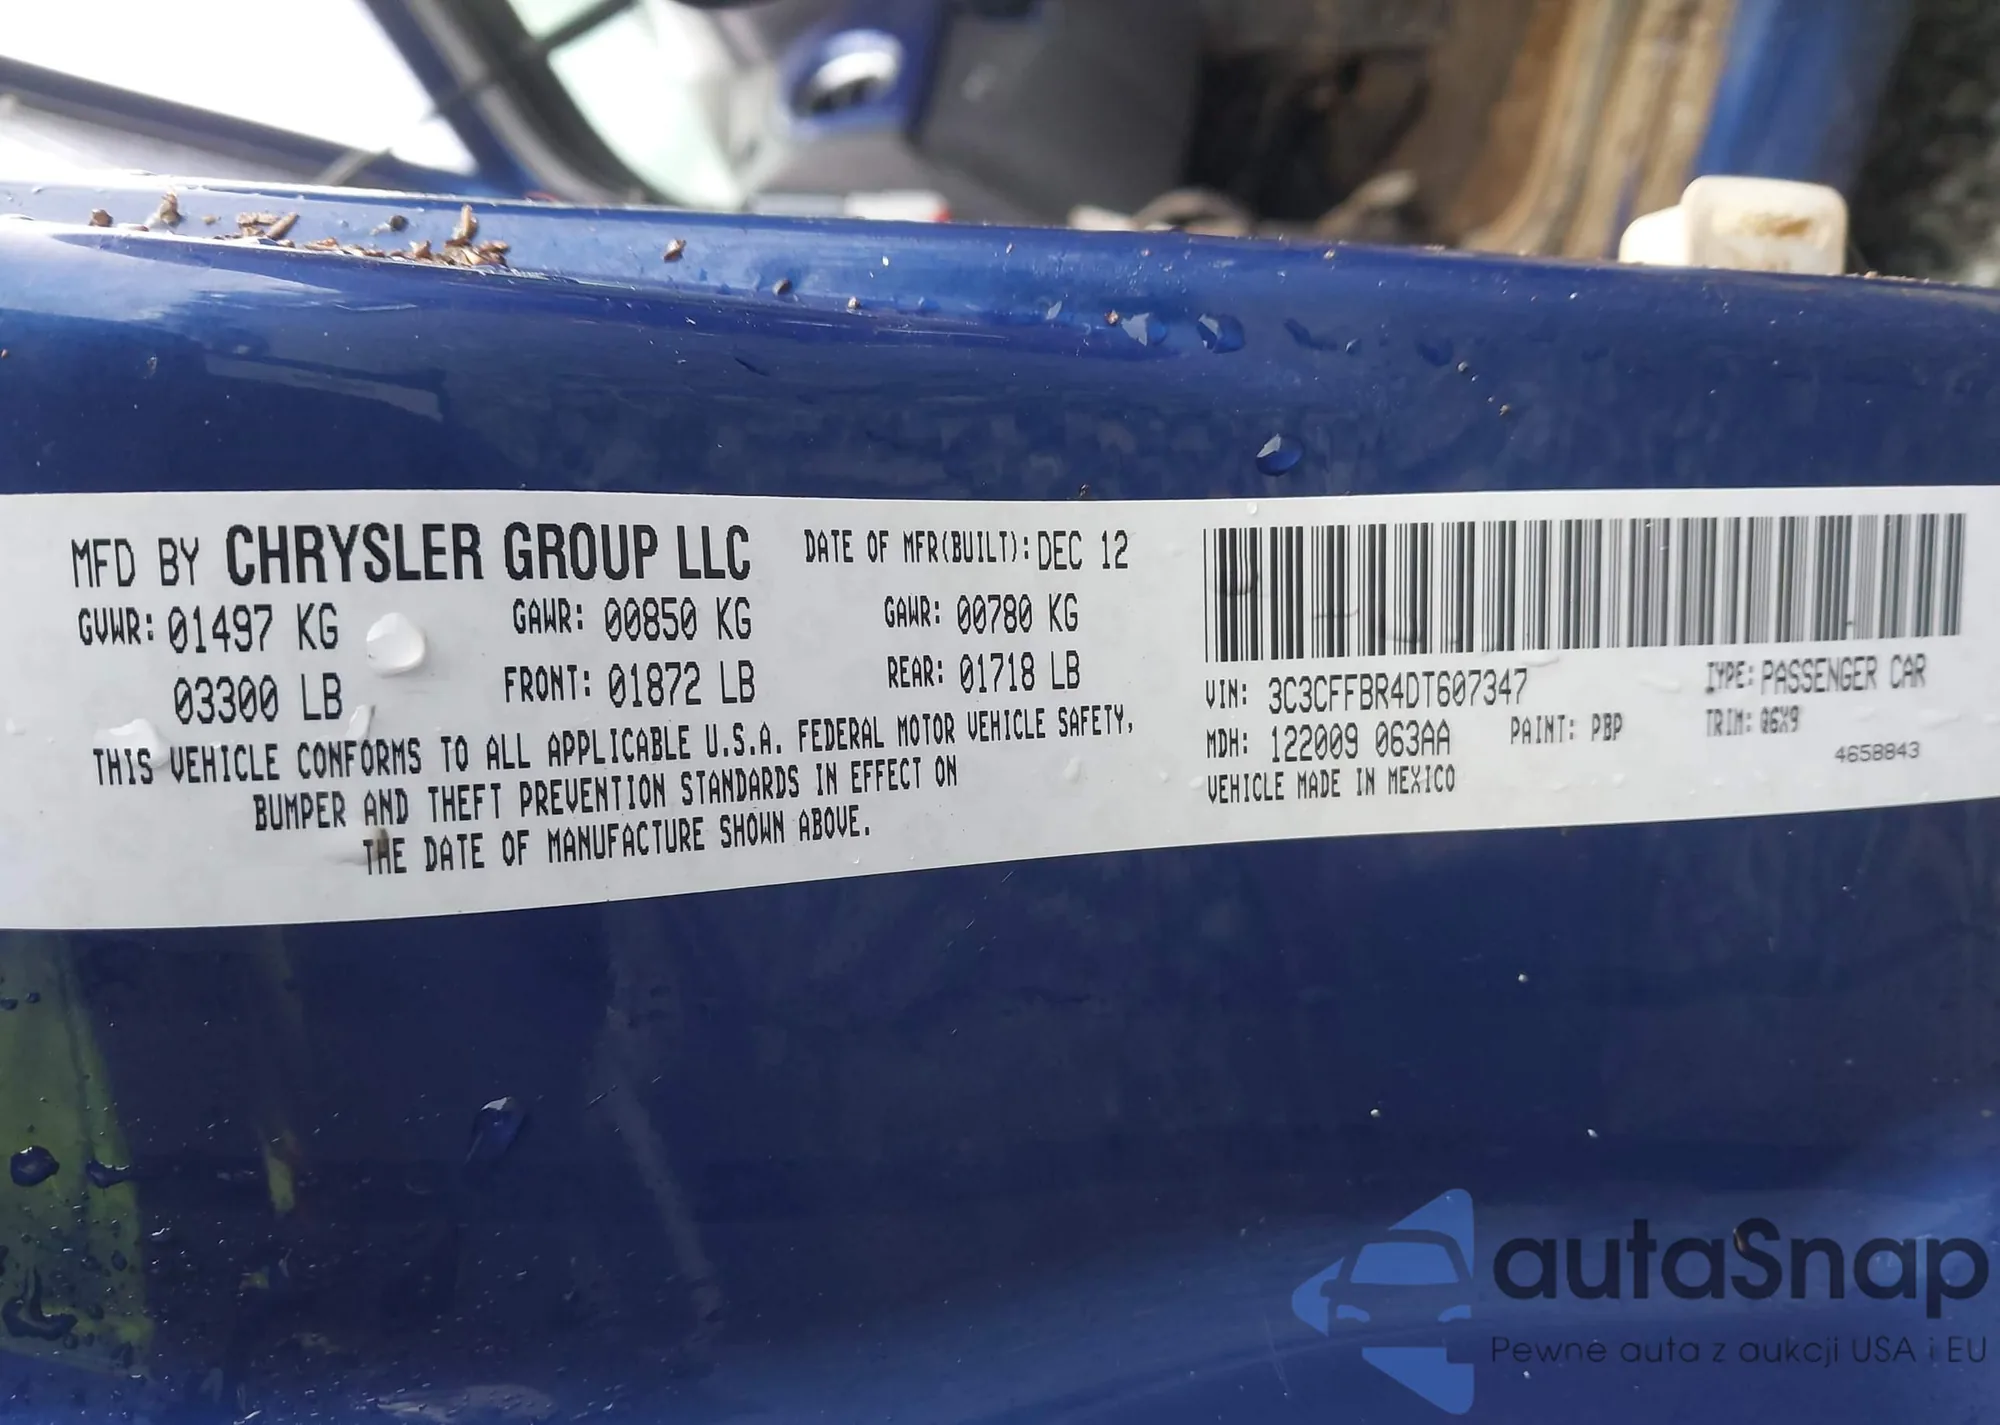 MFD BY CHRYSLER GROUP LLC
DATE OF MFR(BUILT): DEC 12
GVWR: 01497 KG
GAWR: 00850 KG
GAWR: 00780 KG
03300 LB
FRONT: 01872 LB
REAR: 01718 LB
THIS VEHICLE CONFORMS TO ALL APPLICABLE U.S.A. FEDERAL MOTOR VEHICLE SAFETY,
BUMPER AND THEFT PREVENTION STANDARDS IN EFFECT ON
THE DATE OF MANUFACTURE SHOWN ABOVE.
VIN: 3C3CFFBR4DT607347
TYPE: PASSENGER CAR
MDH: 122009 063AA
PAINT: PBP
TRIM: Q6X9
VEHICLE MADE IN MEXICO
4658843
autaSnap
Pewne auta z aukcji USA i EU